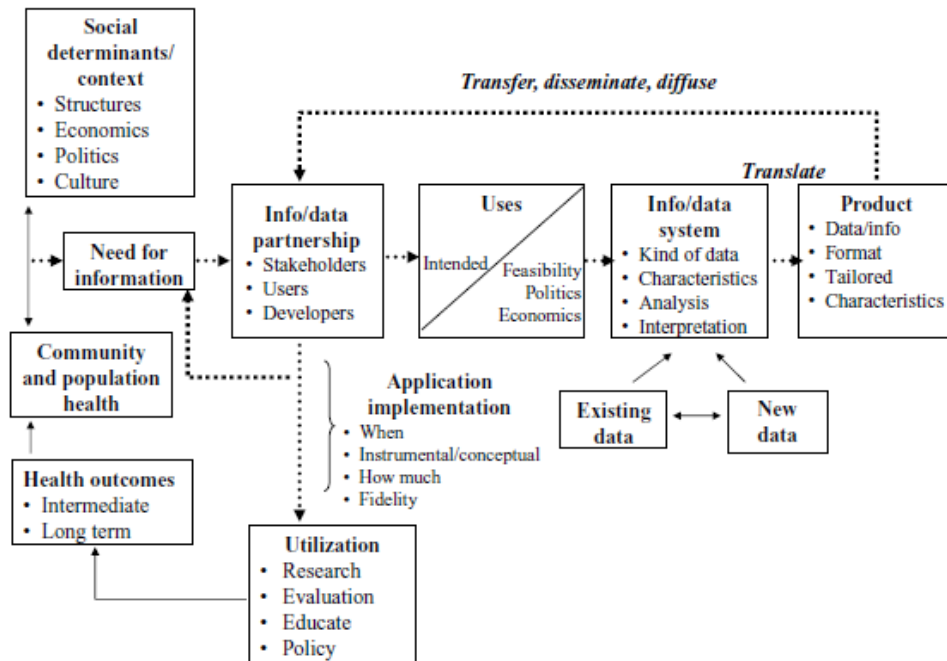 Social
determinants/
context
• Structures
• Economics
• Politics
• Culture
Transfer, disseminate, diffuse
Translate
Need for
information
Info/data
partnership
• Stakeholders
• Users
• Developers
Uses
Intended
Feasibility
Politics
Economics
Info/data
system
• Kind of data
• Characteristics
• Analysis
• Interpretation
Product
• Data/info
• Format
• Tailored
• Characteristics
Community
and population
health
Application
implementation
• When
• Instrumental/conceptual
• How much
• Fidelity
Existing
data
New
data
Health outcomes
• Intermediate
• Long term
Utilization
• Research
• Evaluation
• Educate
• Policy